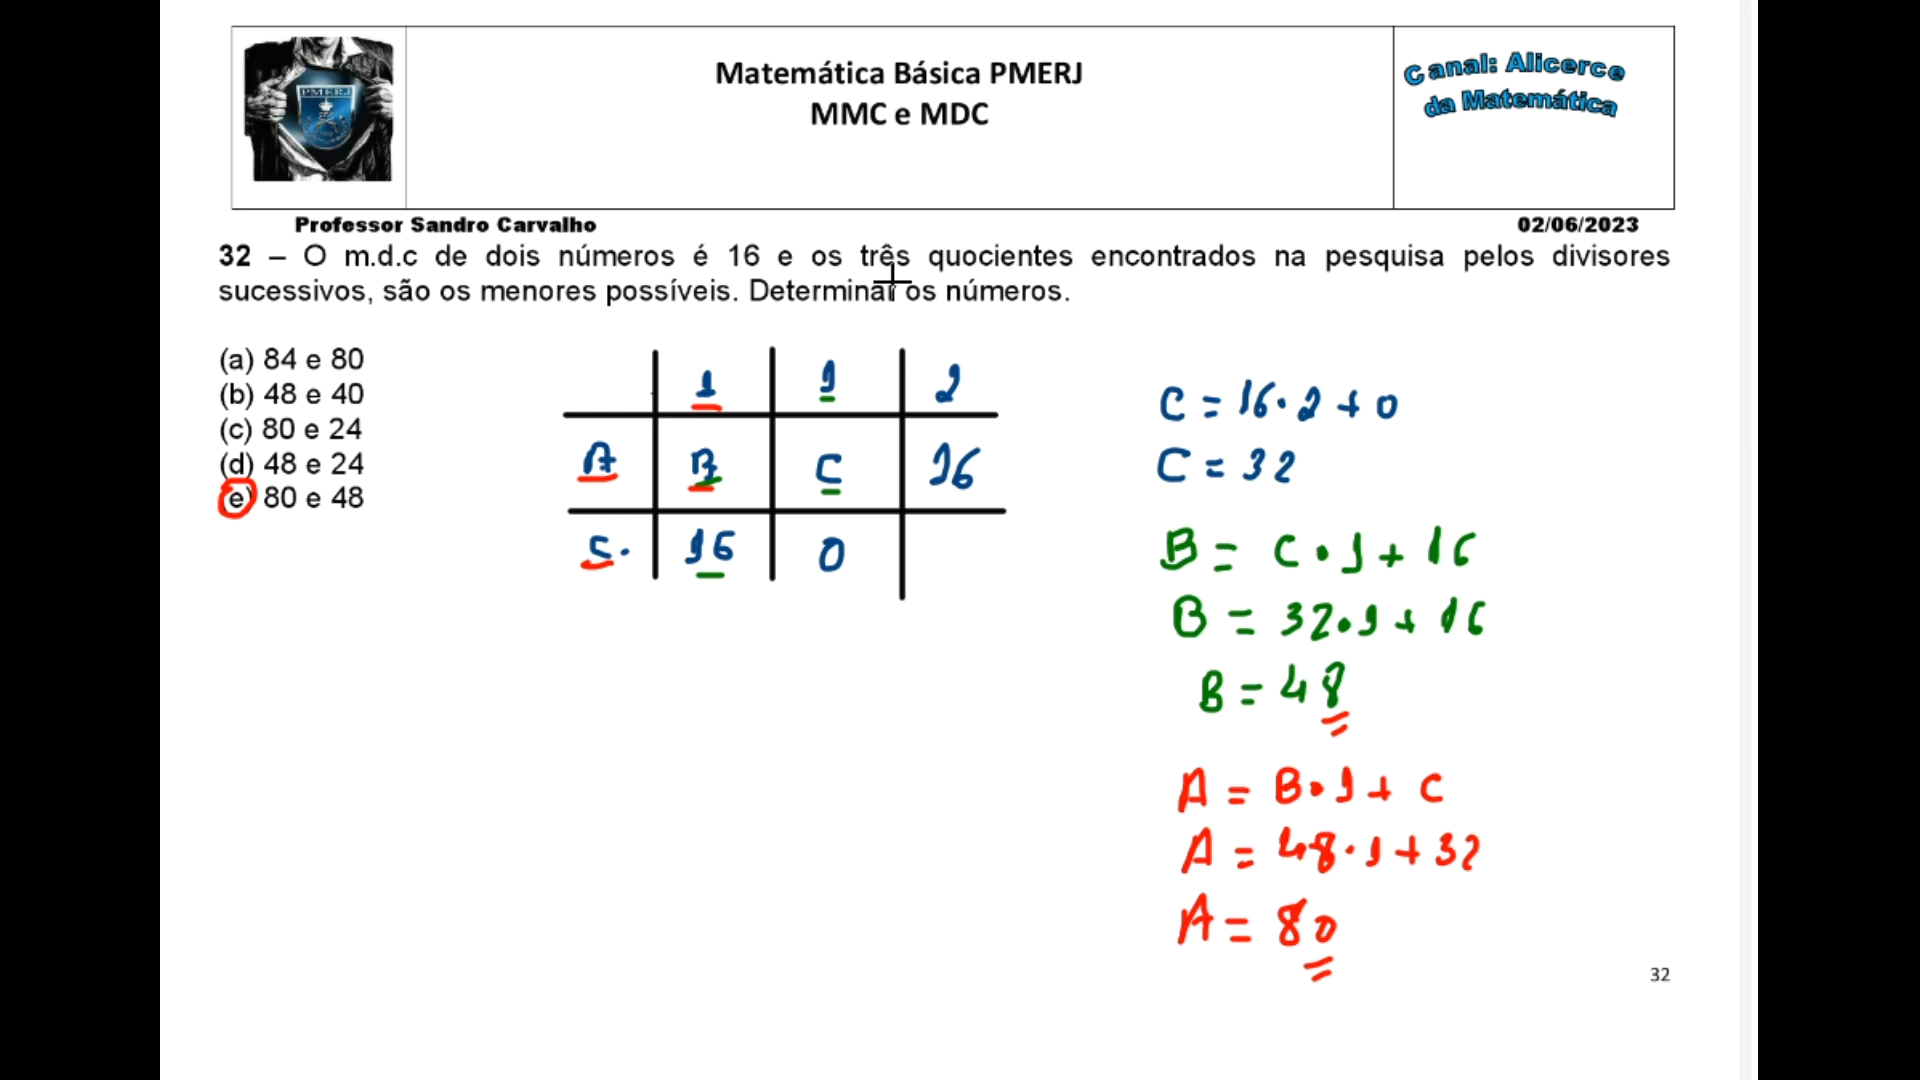 PMERJ
Matemática Básica PMERJ
MMC e MDC
Canal: Alicerce
da Matemática
Professor Sandro Carvalho
02/06/2023
32 – O m.d.c de dois números é 16 e os três quocientes encontrados na pesquisa pelos divisores
sucessivos, são os menores possíveis. Determinar os números.
(a) 84 e 80
(b) 48 e 40
(c) 80 e 24
(d) 48 e 24
(e) 80 e 48
1 1 2
A B C 16
C. 16 0
C = 16 . 2 + 0
C = 32
B = C . 1 + 16
B = 32 . 1 + 16
B = 48
A = B . 1 + C
A = 48 . 1 + 32
A = 80
32